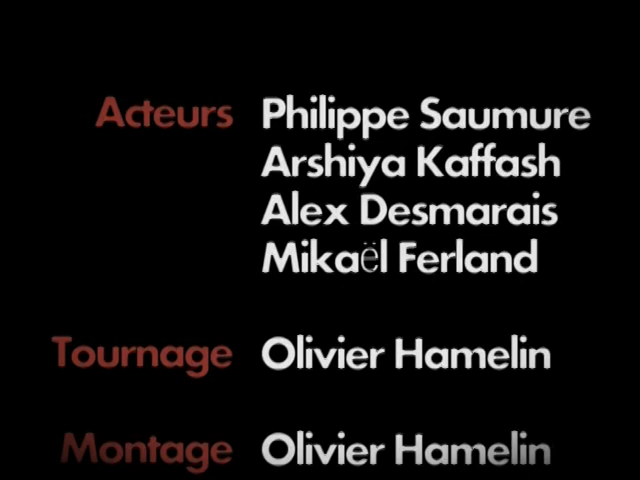 Acteurs Philippe Saumure
Arshiya Kaffash
Alex Desmarais
Mikaël Ferland
Tournage Olivier Hamelin
Montage Olivier Hamelin